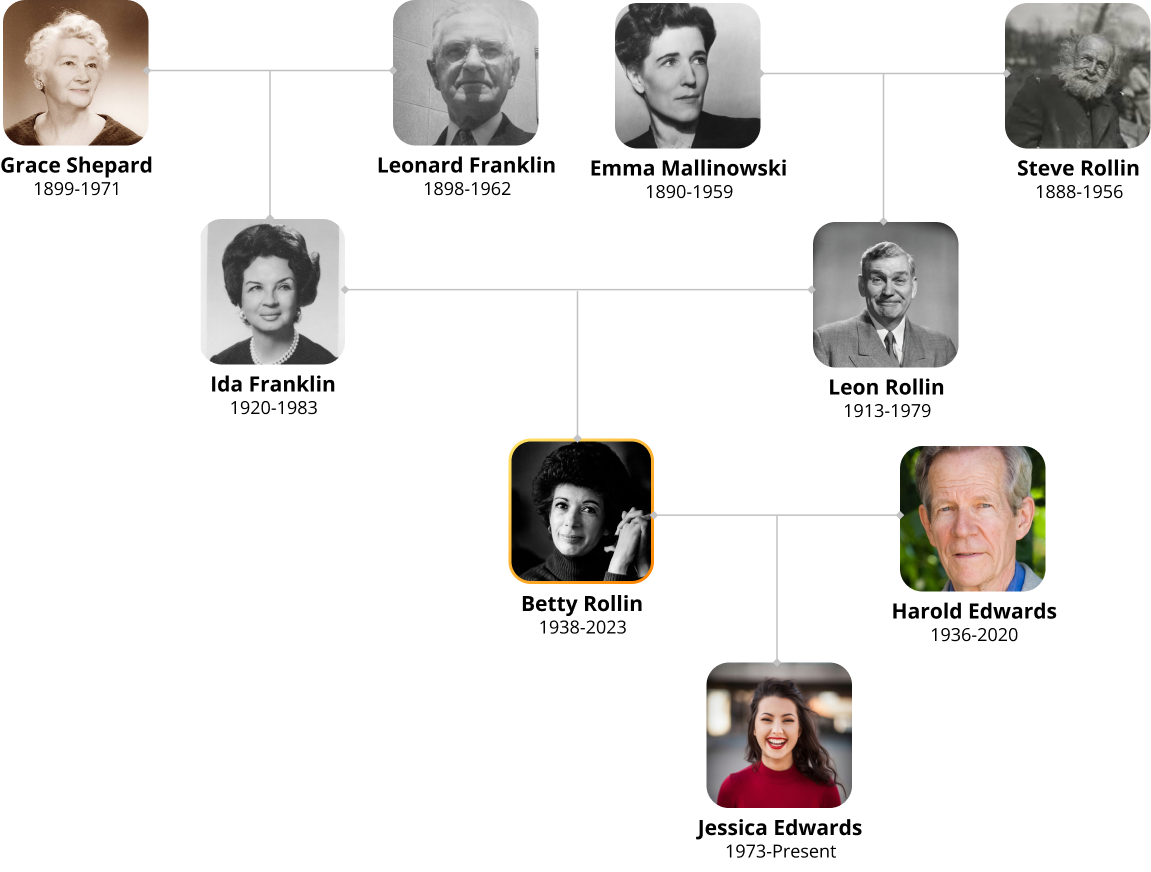 Grace Shepard
1899-1971
Leonard Franklin
1898-1962
Emma Mallinowski
1890-1959
Steve Rollin
1888-1956
Ida Franklin
1920-1983
Leon Rollin
1913-1979
Betty Rollin
1938-2023
Harold Edwards
1936-2020
Jessica Edwards
1973-Present